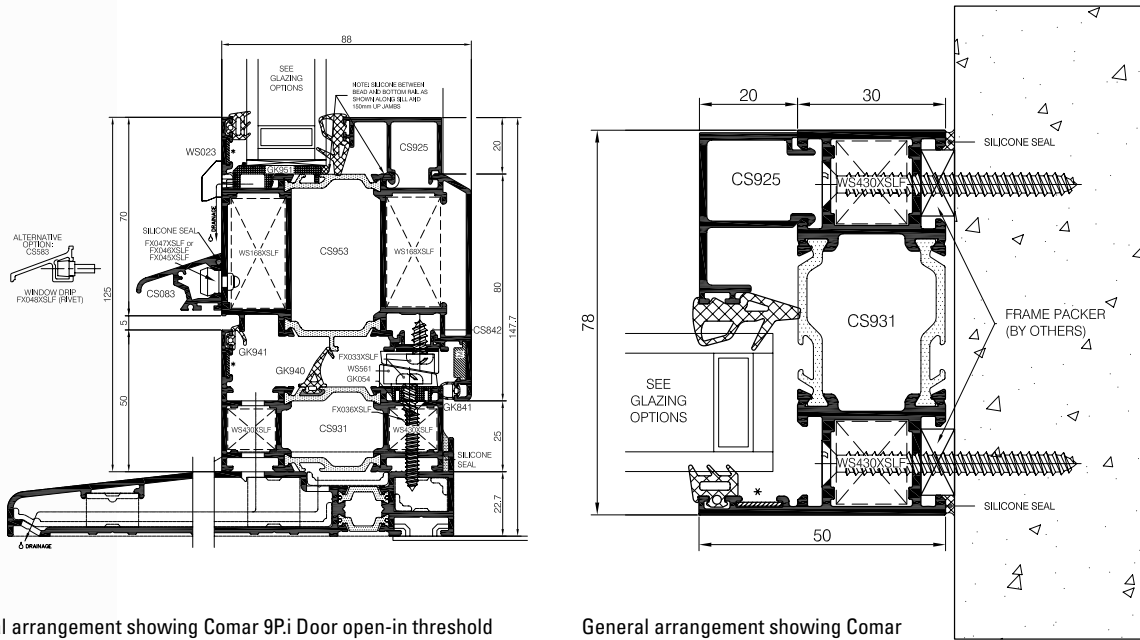 88
SEE
GLAZING
OPTIONS
NOTE: SILICONE BETWEEN
BEAD AND BOTTOM RAIL AS
SHOWN ALONG SILL AND
150mm UP JAMBS
WS023
*
GK951
CS925
20
DRAINAGE
70
SILICONE SEAL
FX047XSLF or
FX046XSLF
FX045XSLF
WS168XSLF
CS953
WS168XSLF
ALTERNATIVE
OPTION:
CS583
WINDOW DRIP
FX048XSLF (RIVET)
CS083
125
80
147.7
5
CS842
GK941
FX033XSLF
WS561
GK054
*
GK940
GK841
50
FX036XSLF
WS430XSLF
CS931
WS430XSLF
25
SILICONE
SEAL
22.7
DRAINAGE
l arrangement showing Comar 9P.i Door open-in threshold
20
30
SILICONE SEAL
CS925
WS430XSLF
78
CS931
FRAME PACKER
(BY OTHERS)
SEE
GLAZING
OPTIONS
WS430XSLF
*
SILICONE SEAL
50
General arrangement showing Comar